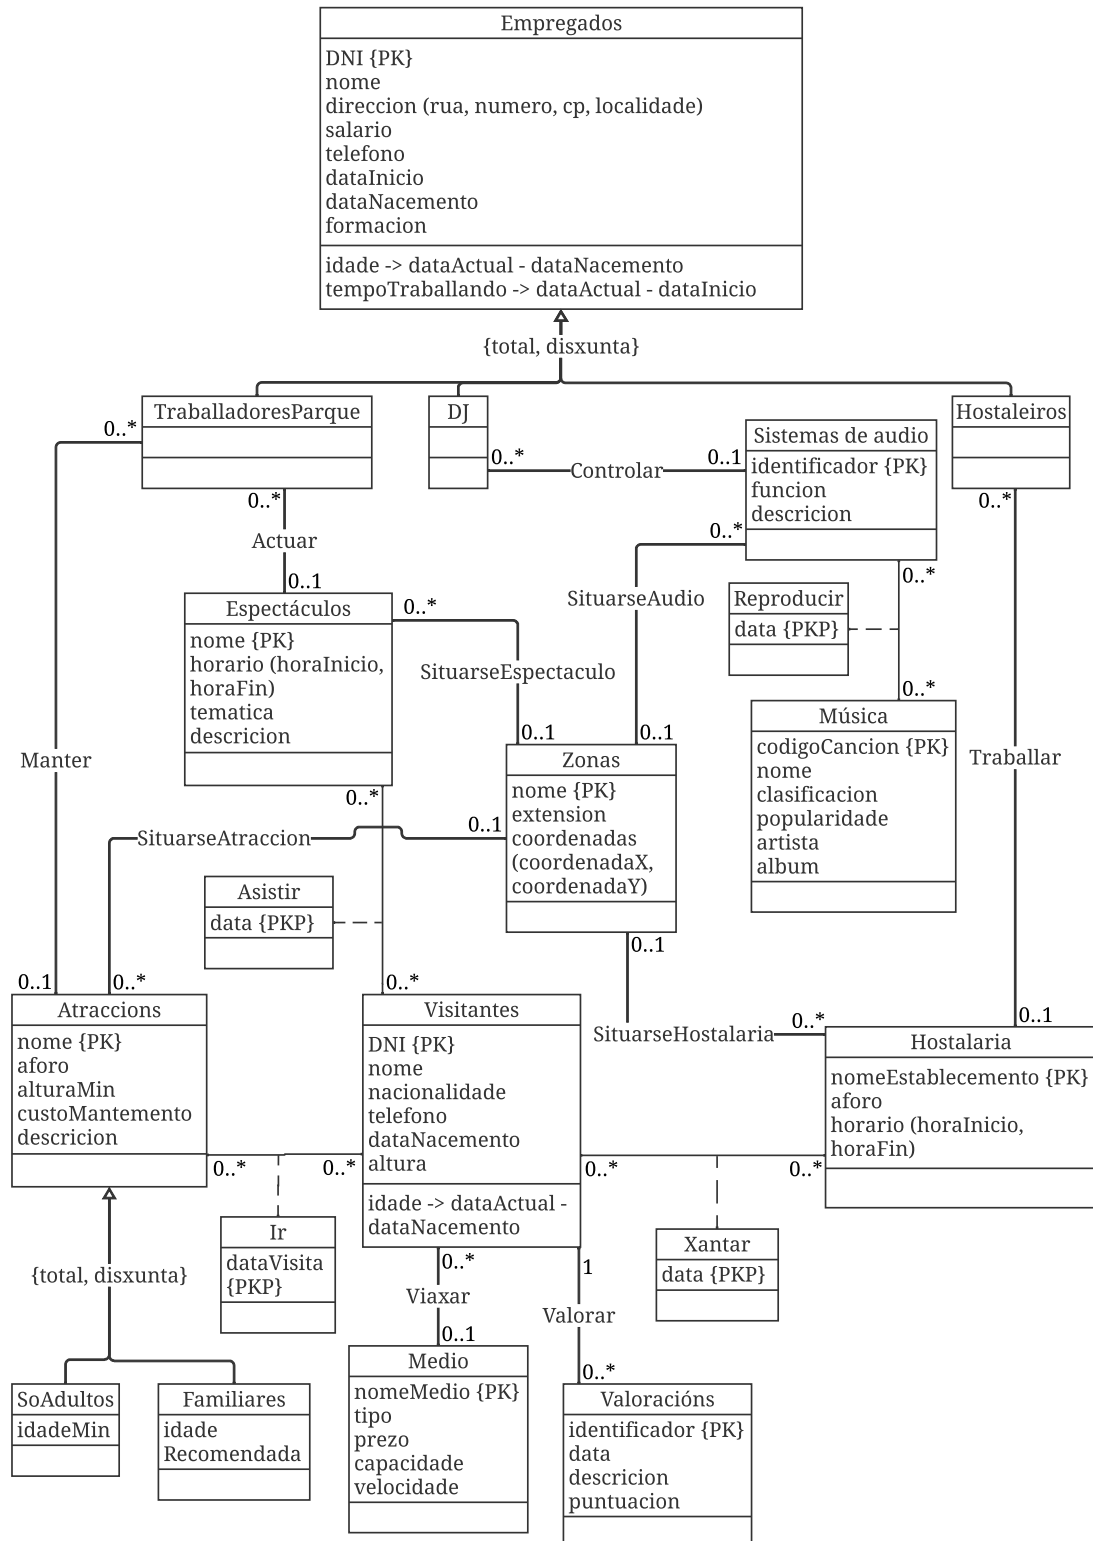 Empregados
DNI {PK}
nome
direccion (rua, numero, cp, localidade)
salario
telefono
dataInicio
dataNacemento
formacion
idade -> dataActual - dataNacemento
tempoTraballando -> dataActual - dataInicio
{total, disxunta}
TraballadoresParque
DJ
Hostaleiros
Sistemas de audio
identificador {PK}
funcion
descricion
0..*
0..*
Controlar
0..1
0..*
Actuar
0..1
0..*
SituarseAudio
0..1
0..*
0..*
Reproducir
data {PKP}
0..*
Espectáculos
nome {PK}
horario (horaInicio,
horaFin)
tematica
descricion
0..*
SituarseEspectaculo
0..1
Música
codigoCancion {PK}
nome
clasificacion
popularidade
artista
album
Manter
0..1
Traballar
0..1
Zonas
nome {PK}
extension
coordenadas
(coordenadaX,
coordenadaY)
0..*
SituarseAtraccion
0..1
0..*
Asistir
data {PKP}
0..*
0..1
SituarseHostalaria
0..*
Atraccions
nome {PK}
aforo
alturaMin
custoMantemento
descricion
Visitantes
DNI {PK}
nome
nacionalidade
telefono
dataNacemento
altura
idade -> dataActual -
dataNacemento
Hostalaria
nomeEstablecemento {PK}
aforo
horario (horaInicio,
horaFin)
0..*
0..*
Ir
dataVisita
{PKP}
0..*
0..*
Xantar
data {PKP}
{total, disxunta}
0..*
Viaxar
0..1
1
Valorar
0..*
SoAdultos
idadeMin
Familiares
idade
Recomendada
Medio
nomeMedio {PK}
tipo
prezo
capacidade
velocidade
Valoracións
identificador {PK}
data
descricion
puntuacion